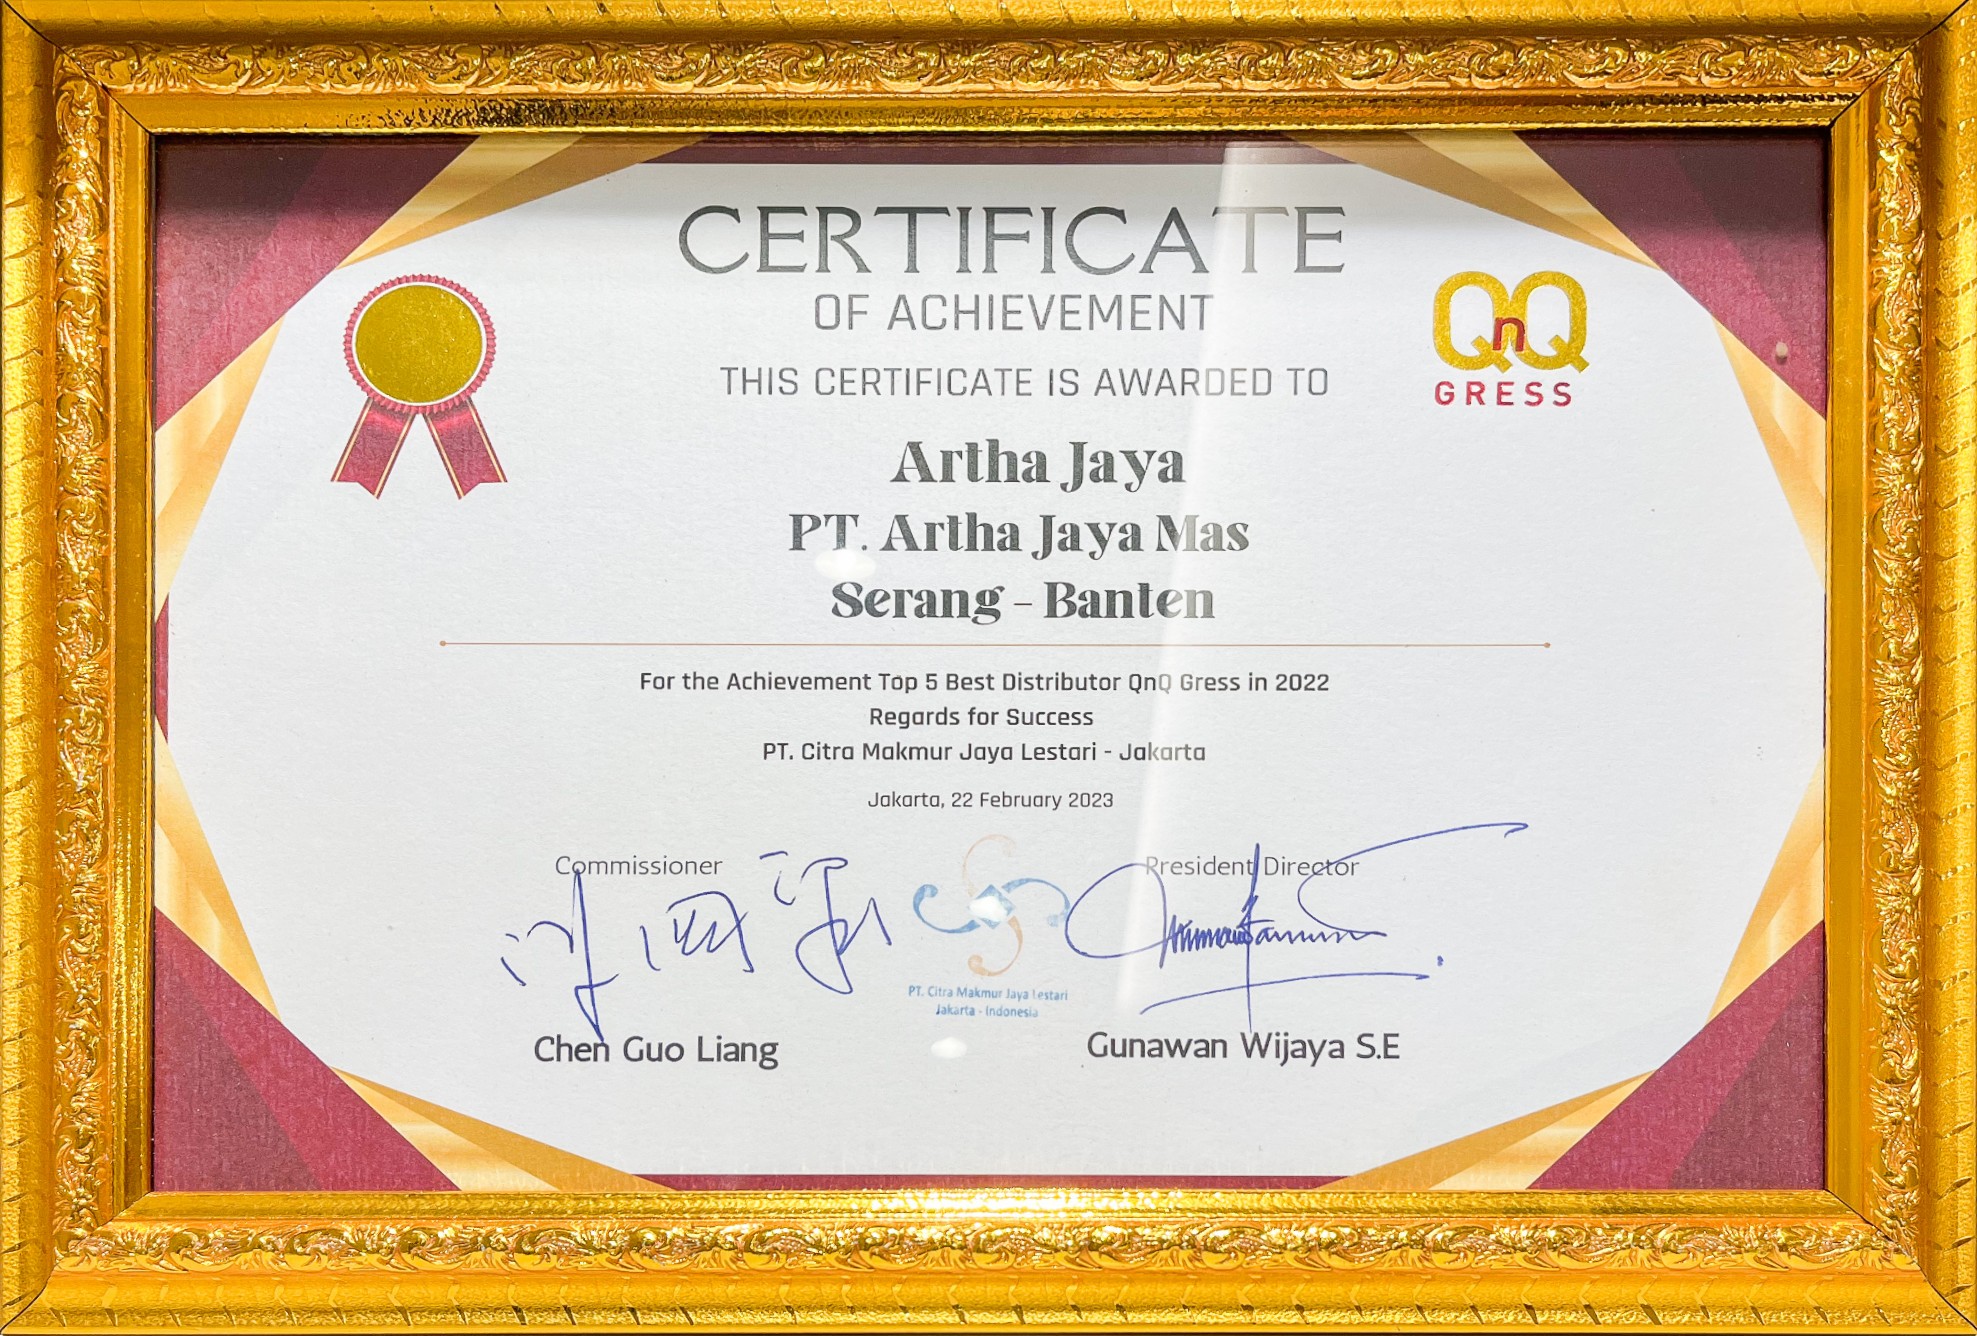 CERTIFICATE
OF ACHIEVEMENT
THIS CERTIFICATE IS AWARDED TO
QnQ
GRESS
Artha Jaya
PT. Artha Jaya Mas
Serang - Banten
For the Achievement Top 5 Best Distributor QnQ Gress in 2022
Regards for Success
PT. Citra Makmur Jaya Lestari - Jakarta
Jakarta, 22 February 2023
Commissioner
President Director
PT. Citra Makmur Jaya Lestari
Jakarta - Indonesia
Chen Guo Liang
Gunawan Wijaya S.E